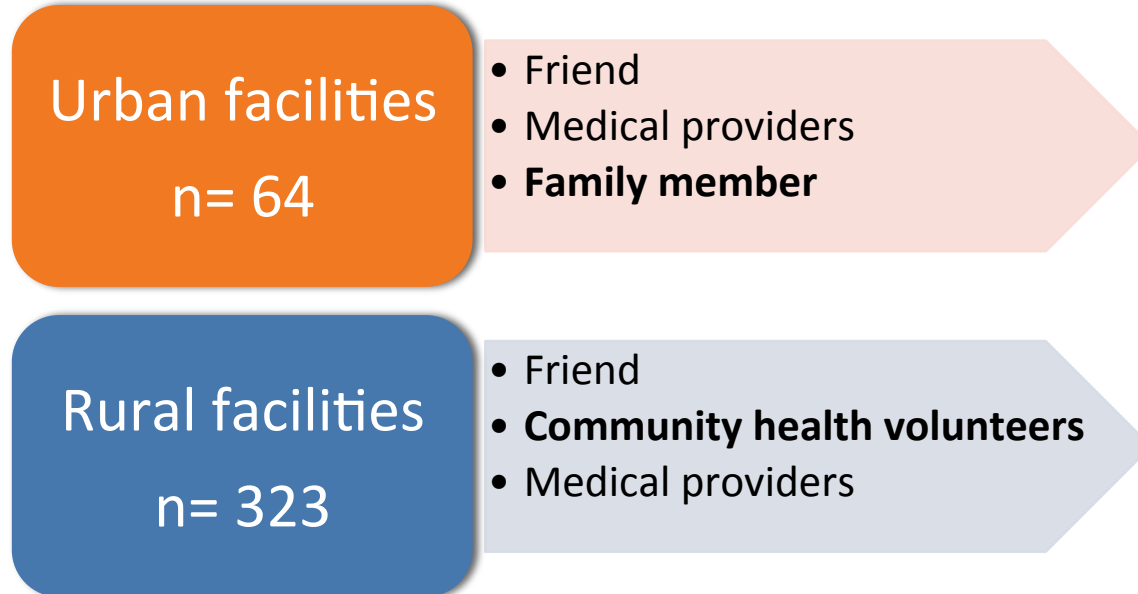 Urban facilities
n= 64
• Friend
• Medical providers
• Family member
Rural facilities
n= 323
• Friend
• Community health volunteers
• Medical providers